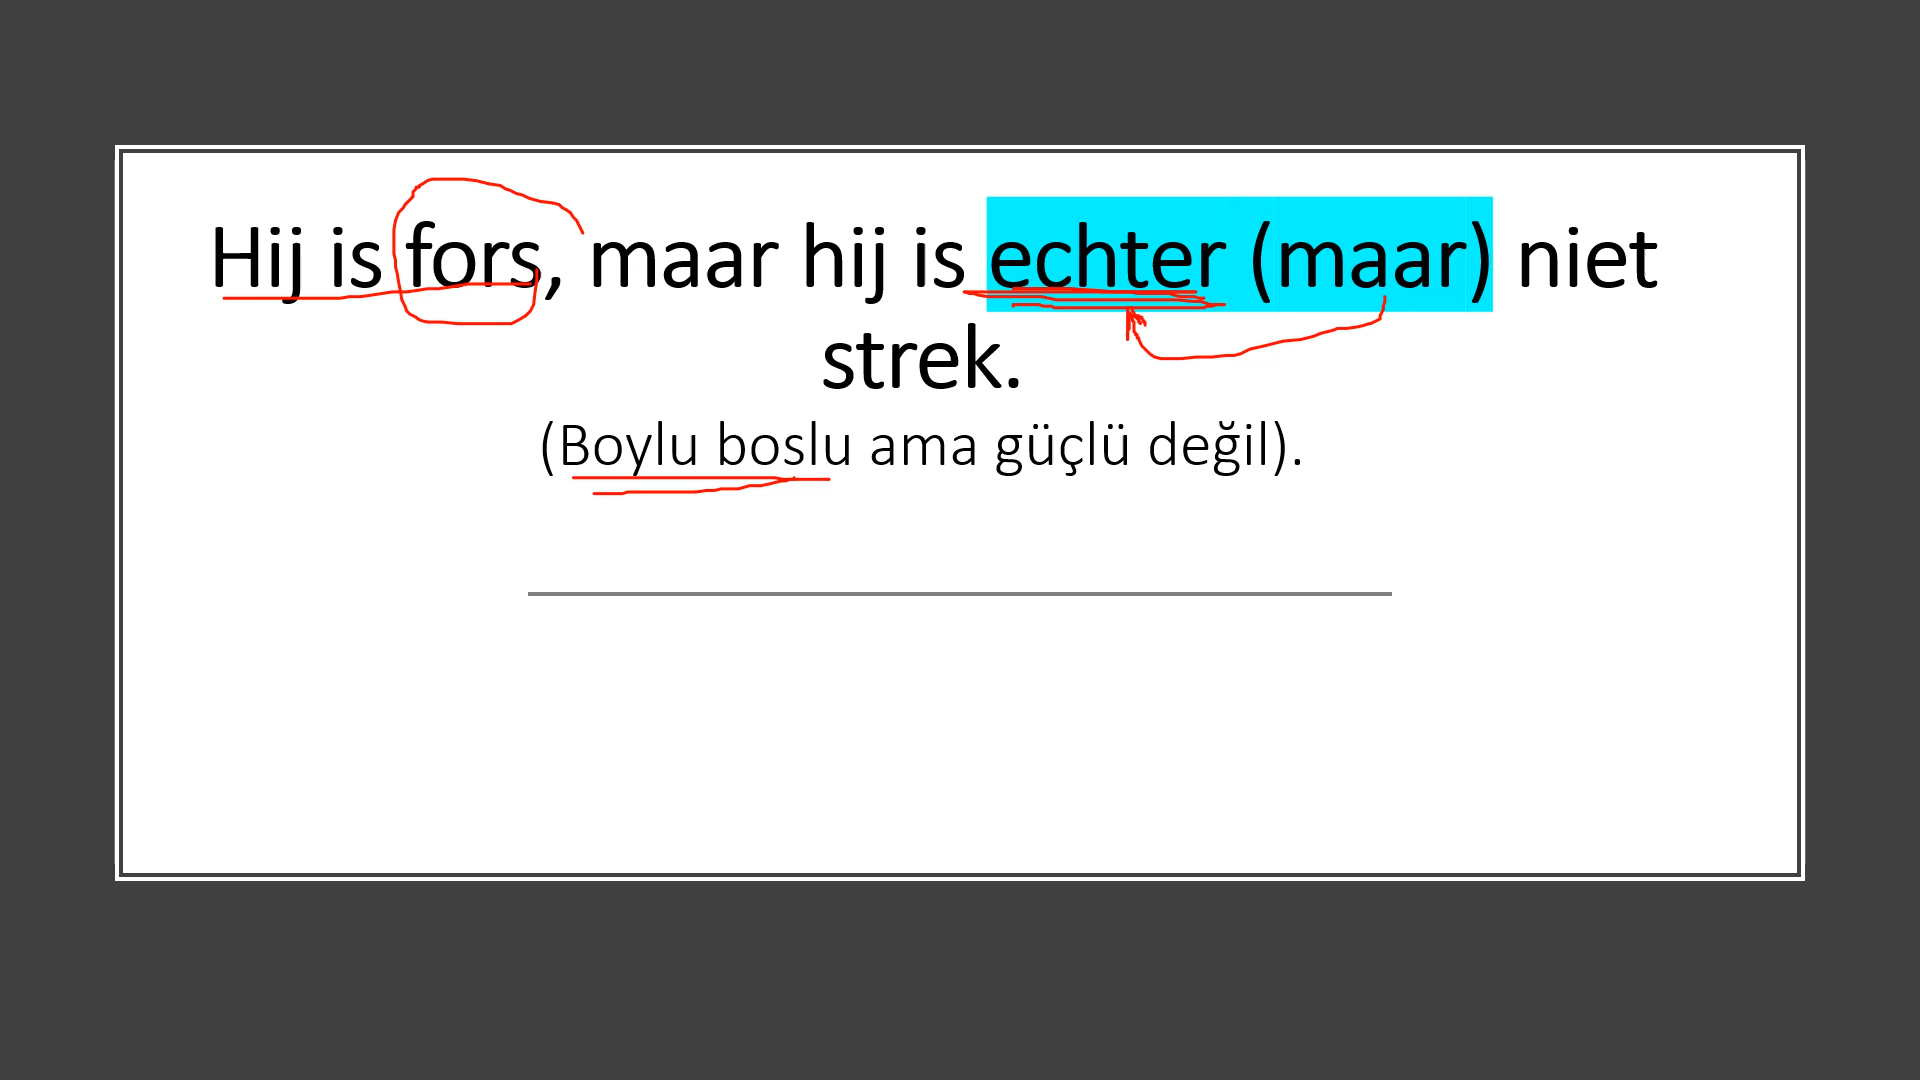 Hij is fors, maar hij is echter (maar) niet
strek.
(Boylu boslu ama güçlü değil).